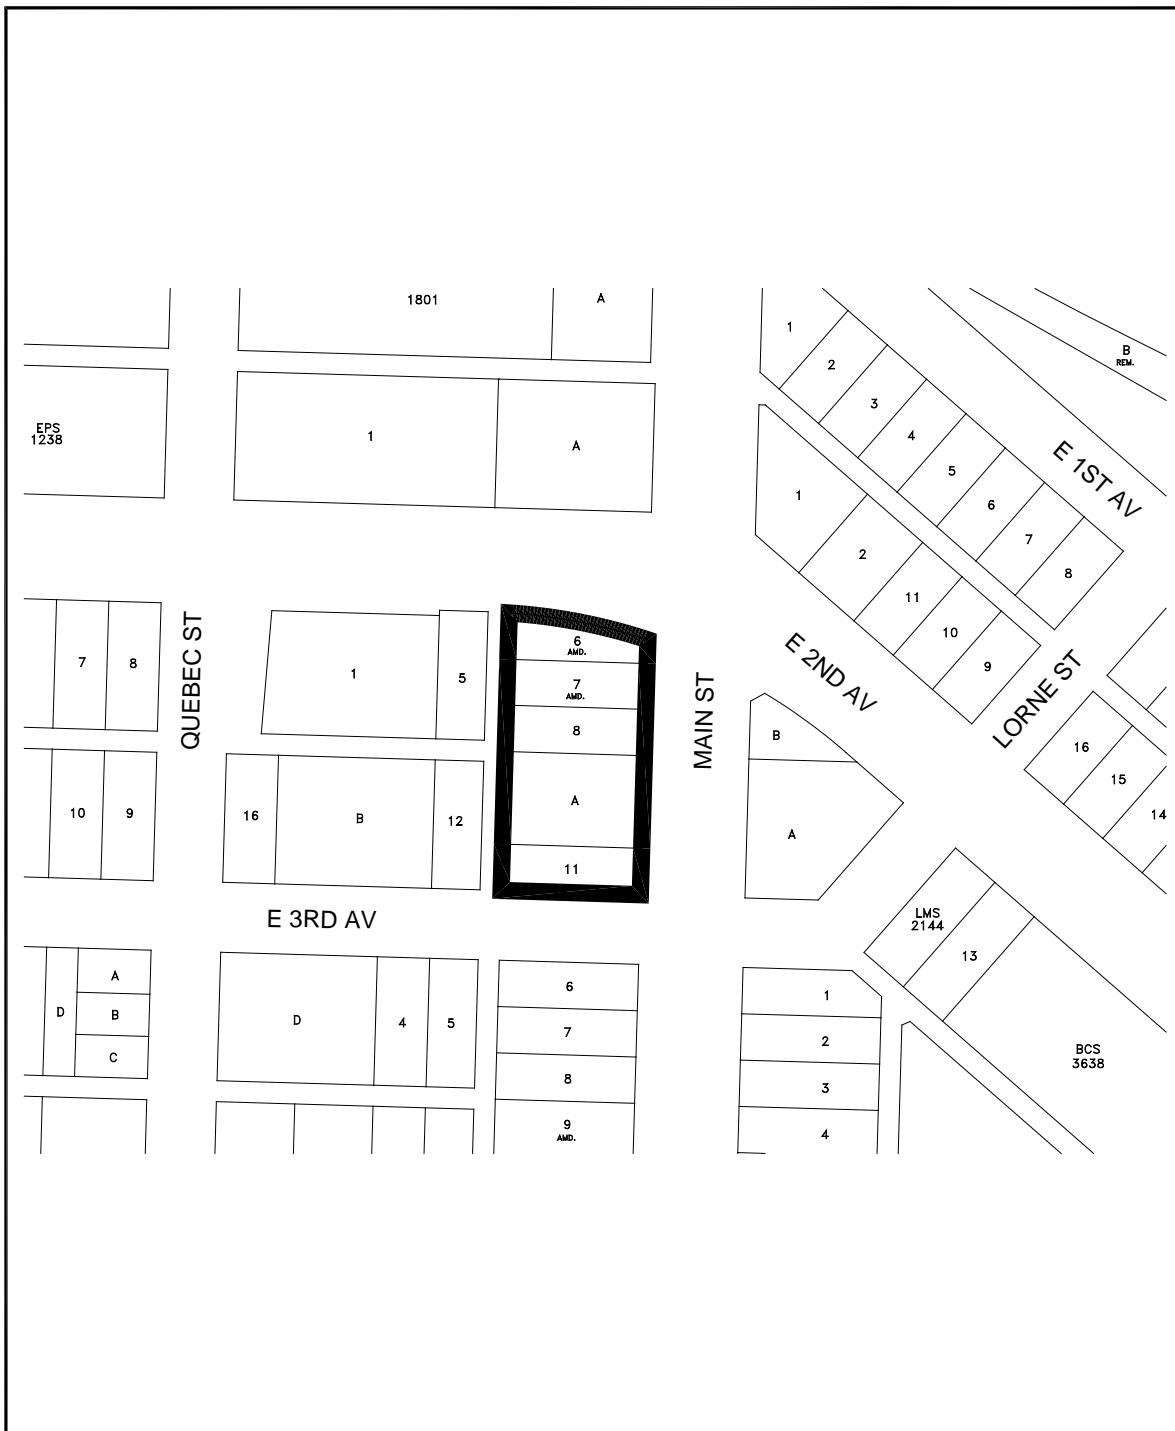 1801
A
1
2
3
4
5
6
7
8
B
REM.
E 1ST AV
EPS
1238
1
A
1
2
11
10
9
E 2ND AV
LORNE ST
7
8
QUEBEC ST
1
5
6
AMD.
7
AMD.
8
A
11
MAIN ST
B
A
16
15
14
10
9
16
B
12
E 3RD AV
LMS
2144
13
BCS
3638
A
B
C
D
D
4
5
6
7
8
9
AMD.
1
2
3
4